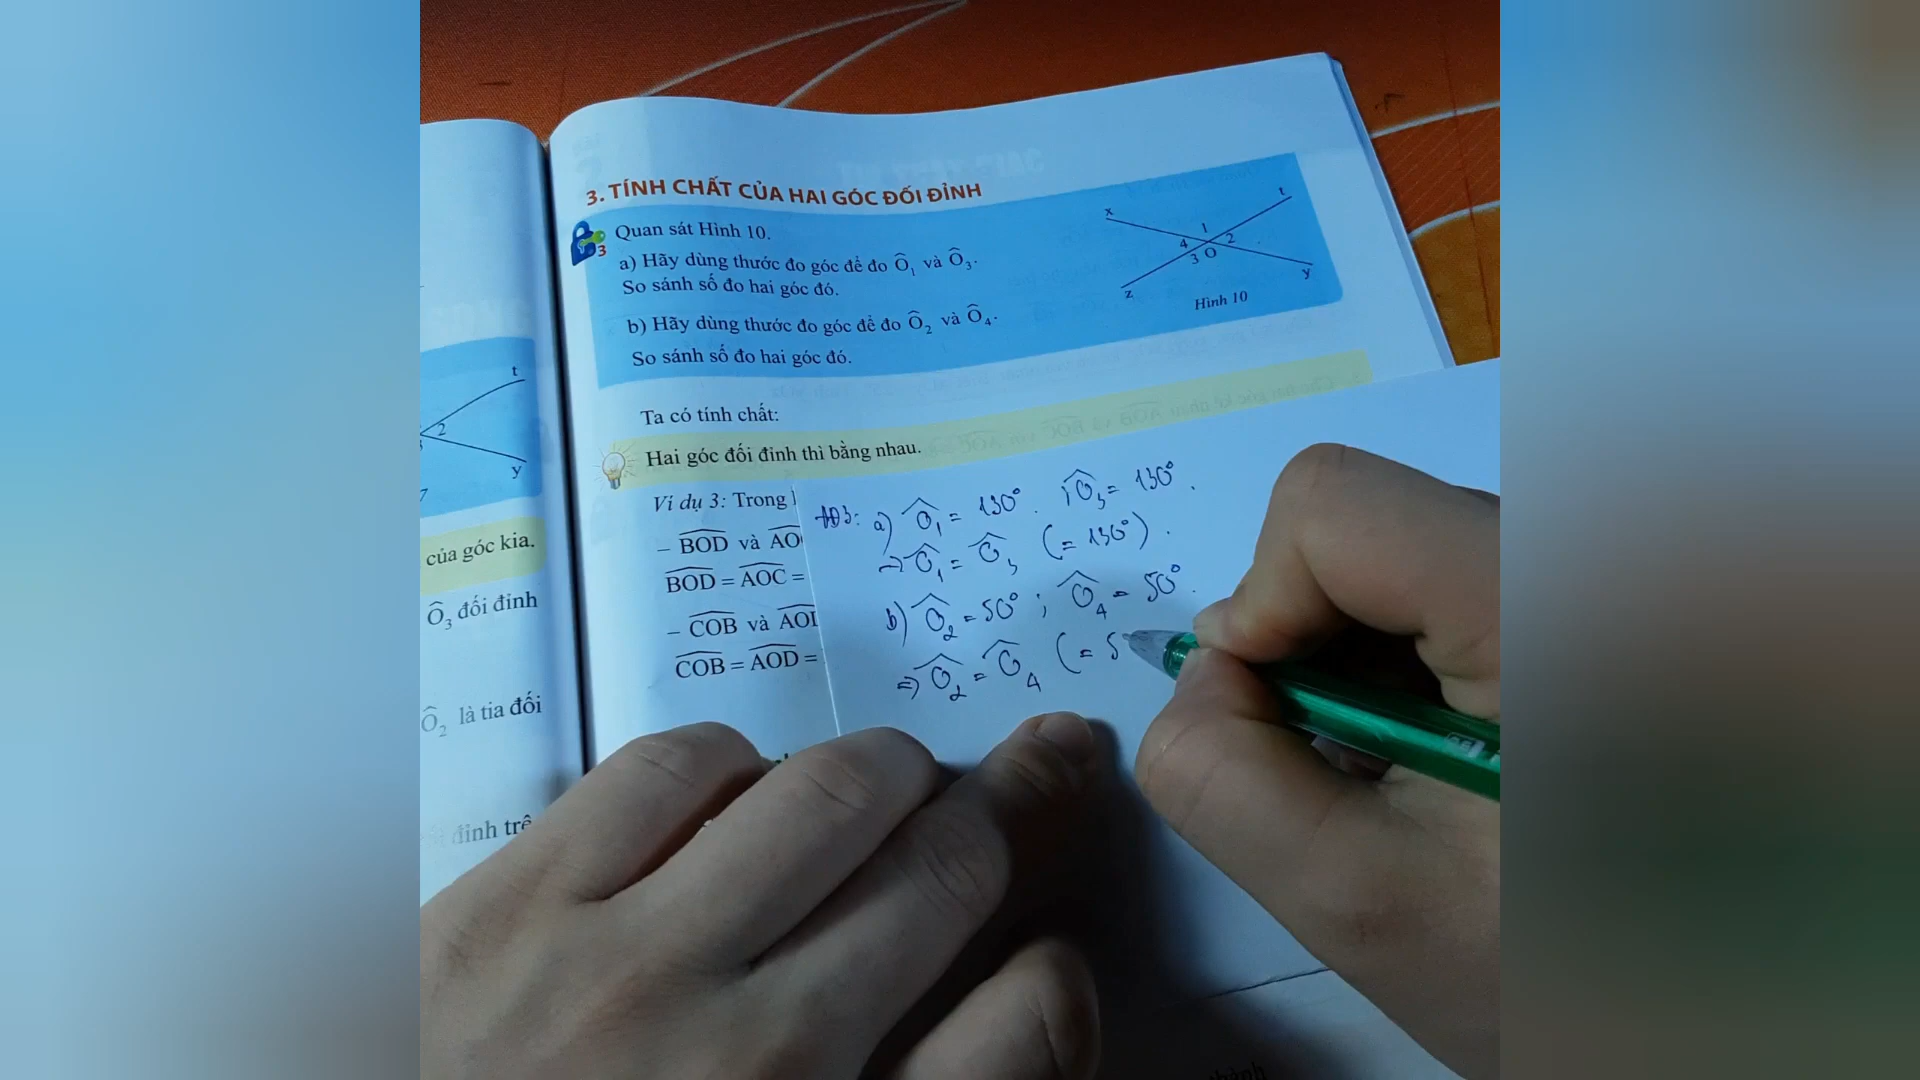 3. TÍNH CHẤT CỦA HAI GÓC ĐỐI ĐỈNH
3
Quan sát Hình 10.
a) Hãy dùng thước đo góc để đo Ô₁ và Ô₃.
So sánh số đo hai góc đó.
b) Hãy dùng thước đo góc để đo Ô₂ và Ô₄.
So sánh số đo hai góc đó.
x
t
1
4
2
3 O
z
y
Hình 10
Ta có tính chất:
Hai góc đối đỉnh thì bằng nhau.
Ví dụ 3: Trong
– BOD và AO
BOD = AOC =
– COB và AO
COB = AOD =
t
2
y
của góc kia.
Ô₃ đối đỉnh
Ô₂ là tia đối
đỉnh trê
3: a) Ô₁ = 130°. ; Ô₃ = 130°.
=> Ô₁ = Ô₃ (= 130°).
b) Ô₂ = 50° ; Ô₄ = 50°.
=> Ô₂ = Ô₄ (= 5